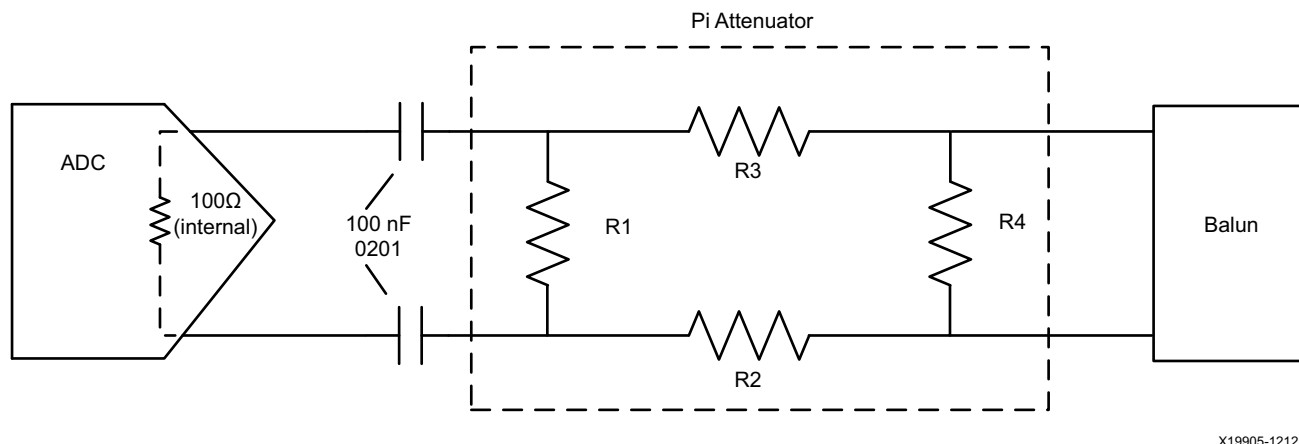 Pi Attenuator
ADC
100Ω
(internal)
100 nF
0201
R1
R3
R2
R4
Balun
X19905-1212